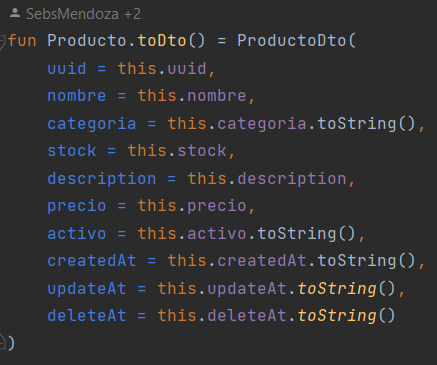 SebsMendoza +2
fun Producto.toDto() = ProductoDto(
    uuid = this.uuid,
    nombre = this.nombre,
    categoria = this.categoria.toString(),
    stock = this.stock,
    description = this.description,
    precio = this.precio,
    activo = this.activo.toString(),
    createdAt = this.createdAt.toString(),
    updateAt = this.updateAt.toString(),
    deleteAt = this.deleteAt.toString()
)